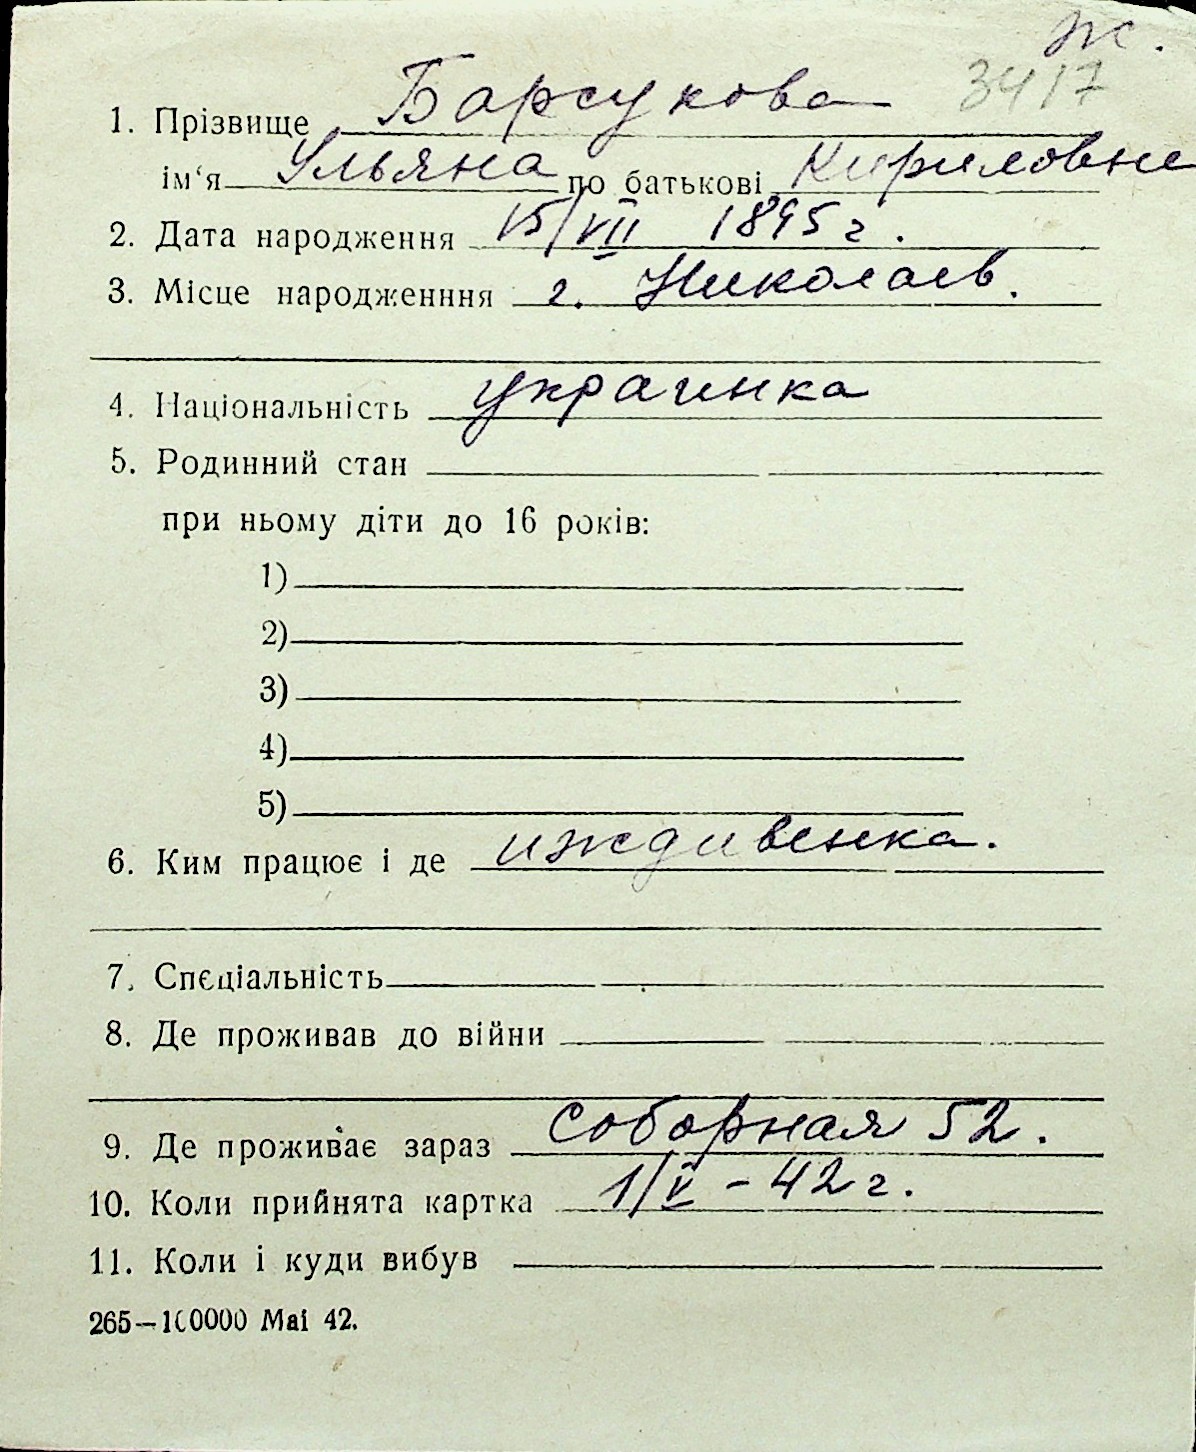 ж.
3417
1. Прізвище Барсукова
ім‘я Ульяна по батькові Кириловна
2. Дата народження 15/VII 1895 г.
3. Місце народженння г. Николаев.
4. Національність украинка
5. Родинний стан
при ньому діти до 16 років:
1)
2)
3)
4)
5)
6. Ким працює і де иждивенка.
7. Спєціальність
8. Де проживав до війни
9. Де проживає зараз Соборная 52.
10. Коли прийнята картка 1/V - 42 г.
11. Коли і куди вибув
265—100000 Mai 42.